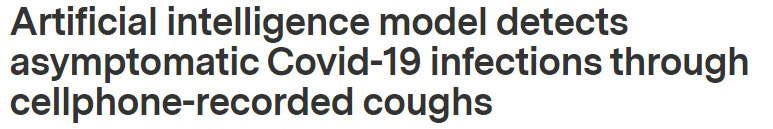 Artificial intelligence model detects
asymptomatic Covid-19 infections through
cellphone-recorded coughs